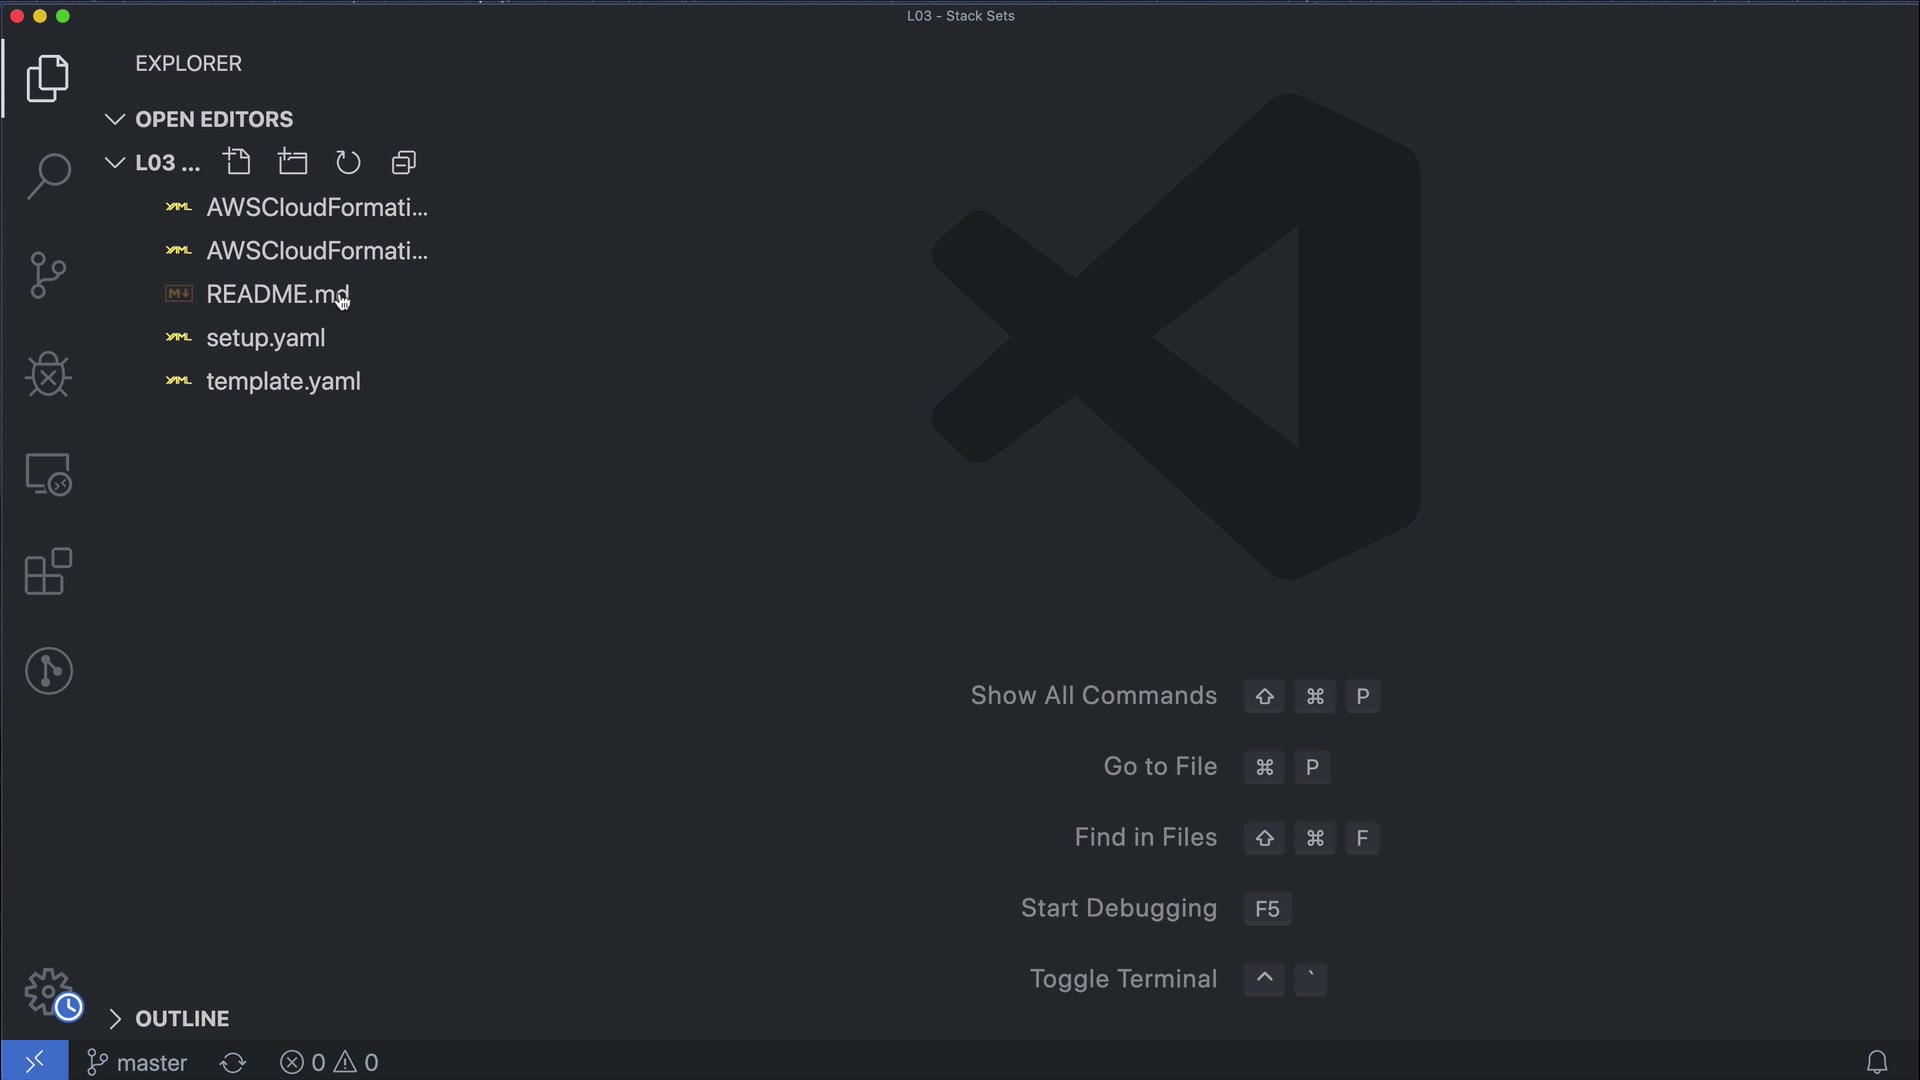 L03 - Stack Sets
EXPLORER
OPEN EDITORS
L03 ...
AWSCloudFormati...
AWSCloudFormati...
README.md
setup.yaml
template.yaml
Show All Commands ⇧ ⌘ P
Go to File ⌘ P
Find in Files ⇧ ⌘ F
Start Debugging F5
Toggle Terminal ^ `
OUTLINE
master 0 0